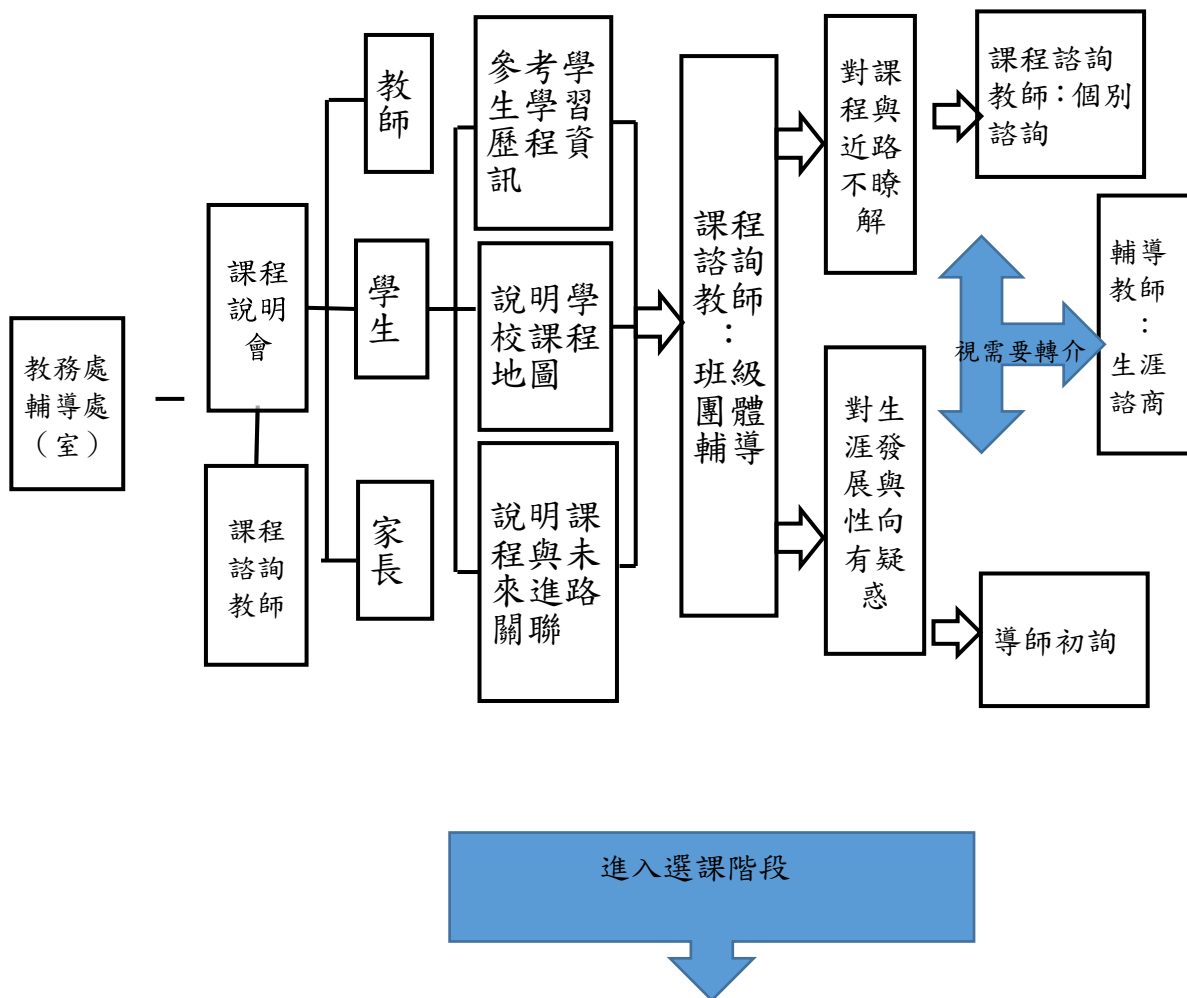 教務處
輔導處
（室）
課程
說明
會
課程
諮詢
教師
教
師
學
生
家
長
參考學
生學習
歷程資
訊
說明學
校課程
地圖
說明課
程與未
來進路
關聯
課程
諮詢
教師
：
班級
團體
輔導
對課
程與
近路
不瞭
解
對生
涯發
展與
性向
有疑
惑
課程諮詢
教師：個別
諮詢
視需要轉介
輔導
教師
：
生涯
諮商
導師初詢
進入選課階段